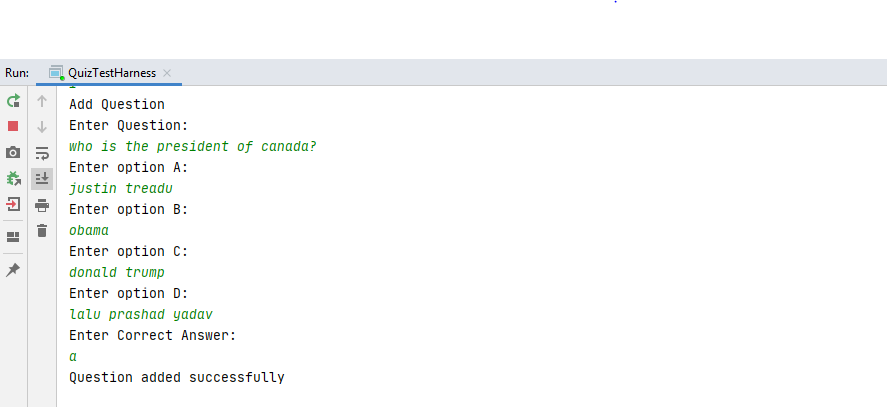 Run: QuizTestHarness
Add Question
Enter Question:
who is the president of canada?
Enter option A:
justin treadu
Enter option B:
obama
Enter option C:
donald trump
Enter option D:
lalu prashad yadav
Enter Correct Answer:
a
Question added successfully